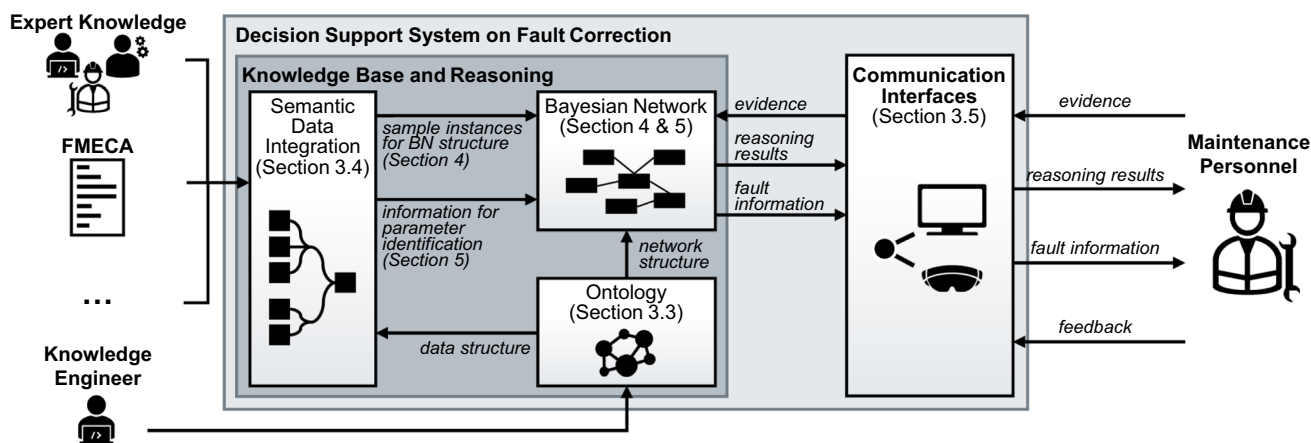 Expert Knowledge
FMECA
...
Knowledge
Engineer
Decision Support System on Fault Correction
Knowledge Base and Reasoning
Semantic
Data
Integration
(Section 3.4)
sample instances
for BN structure
(Section 4)
information for
parameter
identification
(Section 5)
data structure
Bayesian Network
(Section 4 & 5)
network
structure
Ontology
(Section 3.3)
evidence
reasoning
results
fault
information
Communication
Interfaces
(Section 3.5)
evidence
reasoning results
fault information
feedback
Maintenance
Personnel